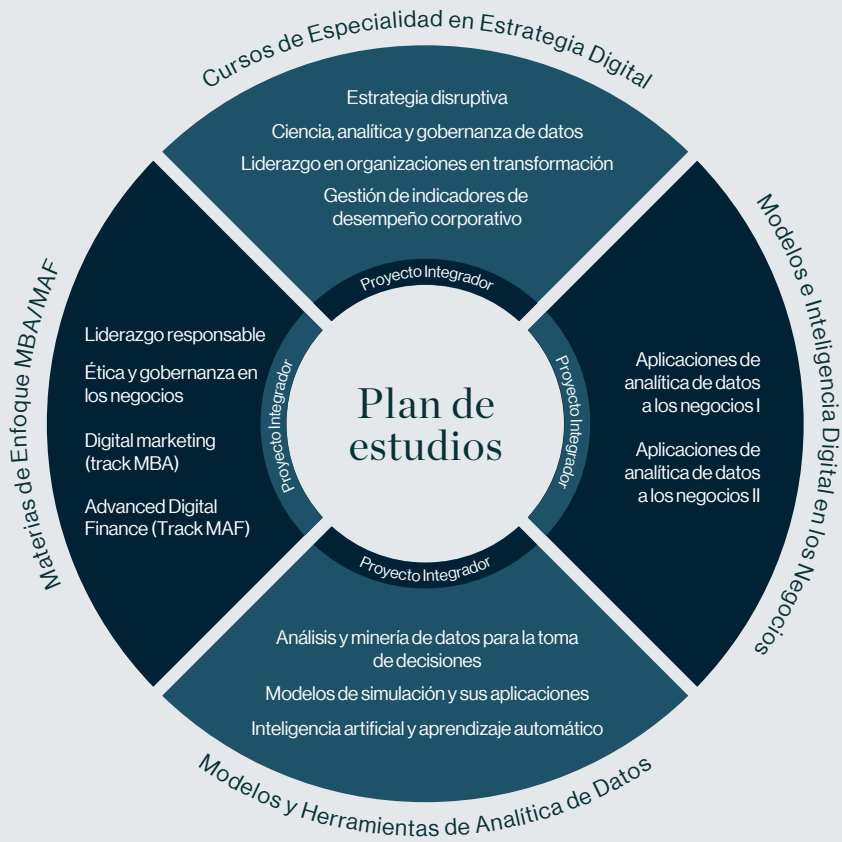 Cursos de Especialidad en Estrategia Digital
Estrategia disruptiva
Ciencia, analítica y gobernanza de datos
Liderazgo en organizaciones en transformación
Gestión de indicadores de
desempeño corporativo
Proyecto Integrador
Modelos e Inteligencia Digital en los Negocios
Aplicaciones de
analítica de datos
a los negocios I
Aplicaciones de
analítica de datos
a los negocios II
Proyecto Integrador
Plan de
estudios
Materias de Enfoque MBA/MAF
Liderazgo responsable
Ética y gobernanza en
los negocios
Digital marketing
(track MBA)
Advanced Digital
Finance (Track MAF)
Proyecto Integrador
Proyecto Integrador
Análisis y minería de datos para la toma
de decisiones
Modelos de simulación y sus aplicaciones
Inteligencia artificial y aprendizaje automático
Modelos y Herramientas de Analítica de Datos